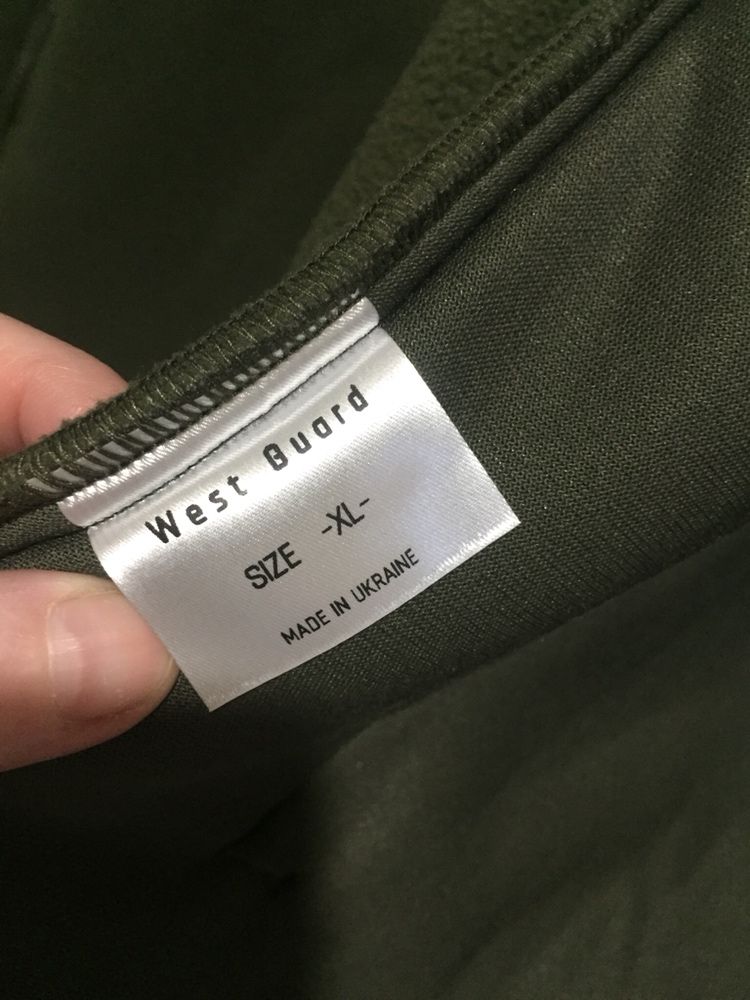 West Guard
SIZE -XL-
MADE IN UKRAINE